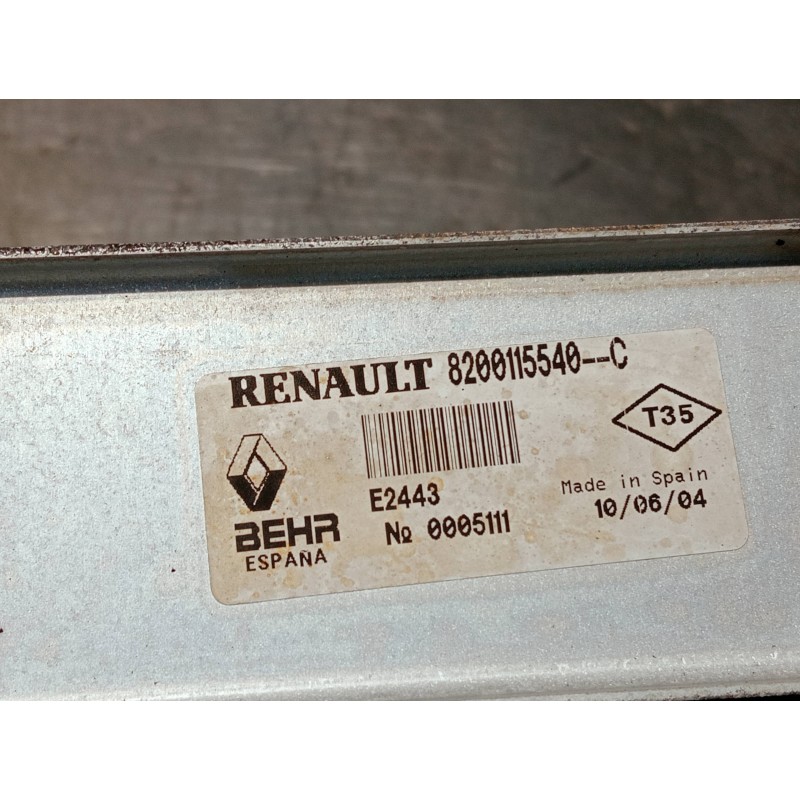 RENAULT 8200115540--C
T35
E2443
Made in Spain
BEHR
№ 0005111
10/06/04
ESPAÑA